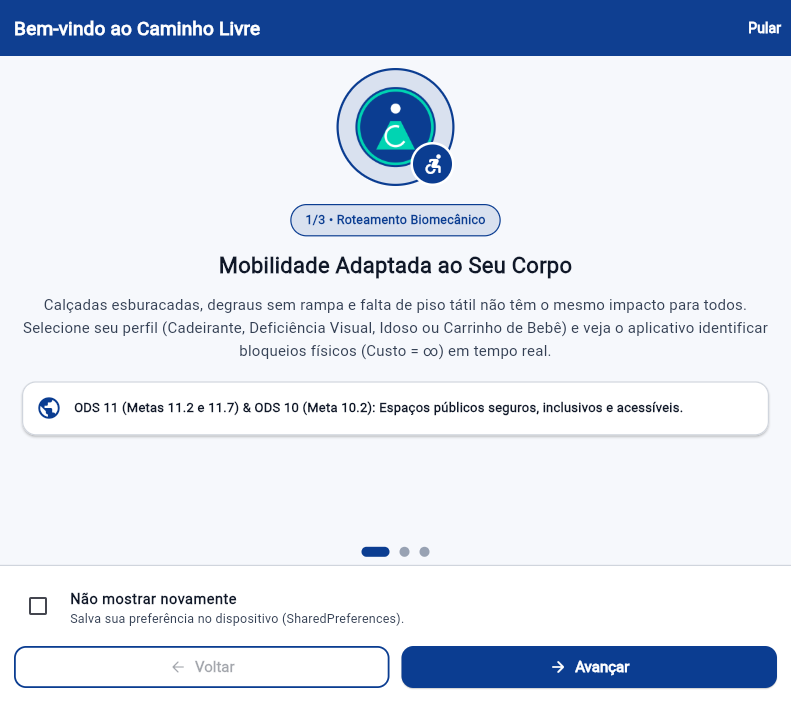 Bem-vindo ao Caminho Livre
Pular
C
1/3 • Roteamento Biomecânico
Mobilidade Adaptada ao Seu Corpo
Calçadas esburacadas, degraus sem rampa e falta de piso tátil não têm o mesmo impacto para todos.
Selecione seu perfil (Cadeirante, Deficiência Visual, Idoso ou Carrinho de Bebê) e veja o aplicativo identificar
bloqueios físicos (Custo = ∞) em tempo real.
ODS 11 (Metas 11.2 e 11.7) & ODS 10 (Meta 10.2): Espaços públicos seguros, inclusivos e acessíveis.
Não mostrar novamente
Salva sua preferência no dispositivo (SharedPreferences).
Voltar
Avançar